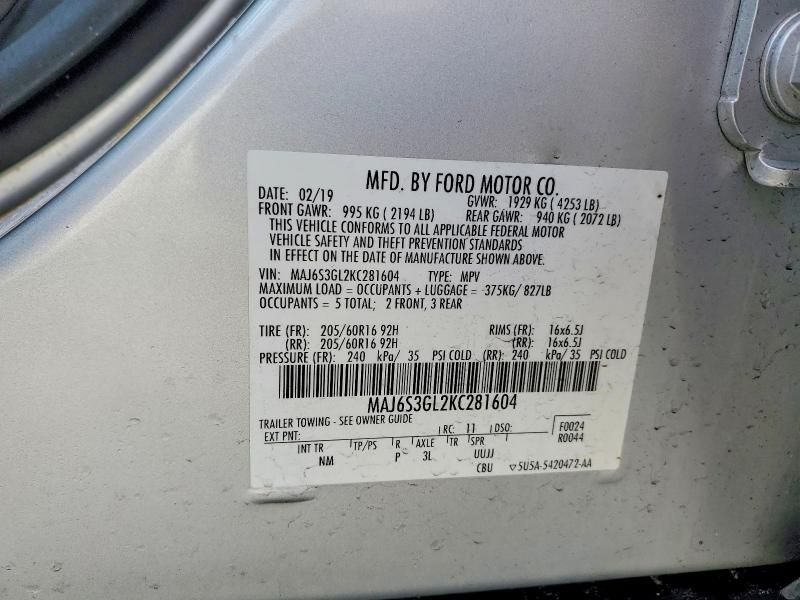 MFD. BY FORD MOTOR CO.
DATE: 02/19 GVWR: 1929 KG ( 4253 LB)
FRONT GAWR: 995 KG ( 2194 LB) REAR GAWR: 940 KG ( 2072 LB)
THIS VEHICLE CONFORMS TO ALL APPLICABLE FEDERAL MOTOR
VEHICLE SAFETY AND THEFT PREVENTION STANDARDS
IN EFFECT ON THE DATE OF MANUFACTURE SHOWN ABOVE.
VIN: MAJ6S3GL2KC281604 TYPE: MPV
MAXIMUM LOAD = OCCUPANTS + LUGGAGE = 375KG/ 827LB
OCCUPANTS = 5 TOTAL; 2 FRONT, 3 REAR
TIRE (FR): 205/60R16 92H RIMS (FR): 16x6.5J
(RR): 205/60R16 92H (RR): 16x6.5J
PRESSURE (FR): 240 kPa/ 35 PSI COLD (RR): 240 kPa/ 35 PSI COLD
MAJ6S3GL2KC281604
TRAILER TOWING - SEE OWNER GUIDE
EXT PNT: RC: 11 DSO: F0024
R0044
INT TR TP/PS R AXLE TR SPR
NM P 3L UUJJ
CBU 5U5A-5420472-AA